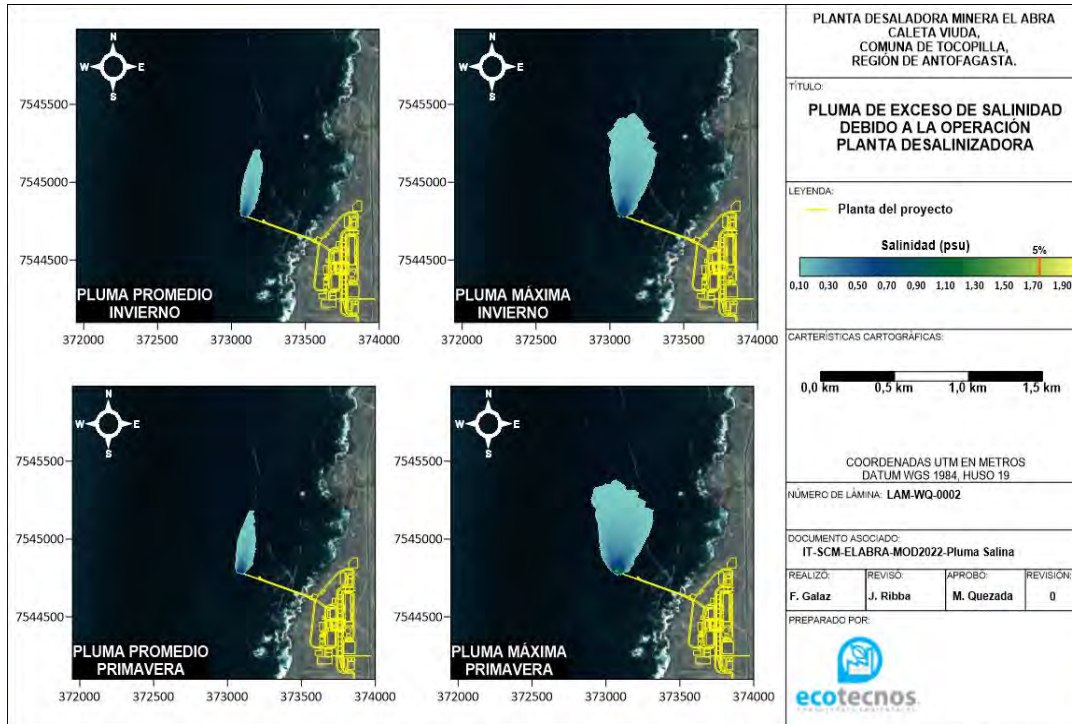 N
W
E
S
7545500
7545000
7544500
PLUMA PROMEDIO
INVIERNO
372000
372500
373000
373500
374000
N
W
E
S
7545500
7545000
7544500
PLUMA MÁXIMA
INVIERNO
372000
372500
373000
373500
374000
N
W
E
S
7545500
7545000
7544500
PLUMA PROMEDIO
PRIMAVERA
372000
372500
373000
373500
374000
N
W
E
S
7545500
7545000
7544500
PLUMA MÁXIMA
PRIMAVERA
372000
372500
373000
373500
374000
PLANTA DESALADORA MINERA EL ABRA
CALETA VIUDA,
COMUNA DE TOCOPILLA,
REGIÓN DE ANTOFAGASTA.
TÍTULO:
PLUMA DE EXCESO DE SALINIDAD
DEBIDO A LA OPERACIÓN
PLANTA DESALINIZADORA
LEYENDA:
Planta del proyecto
Salinidad (psu)
5%
0,10 0,30 0,50 0,70 0,90 1,10 1,30 1,50 1,70 1,90
CARTERÍSTICAS CARTOGRÁFICAS:
0,0 km 0,5 km 1,0 km 1,5 km
COORDENADAS UTM EN METROS
DATUM WGS 1984, HUSO 19
NÚMERO DE LÁMINA: LAM-WQ-0002
DOCUMENTO ASOCIADO:
IT-SCM-ELABRA-MOD2022-Pluma Salina
REALIZÓ:
F. Galaz
REVISÓ:
J. Ribba
APROBÓ:
M. Quezada
REVISIÓN:
0
PREPARADO POR:
ecotecnos